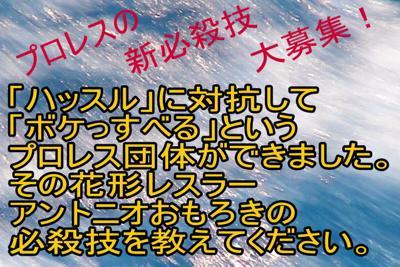 プロレスの
新必殺技
大募集！
「ハッスル」に対抗して
「ボケっすべる」という
プロレス団体ができました。
その花形レスラー
アントニオおもろきの
必殺技を教えてください。